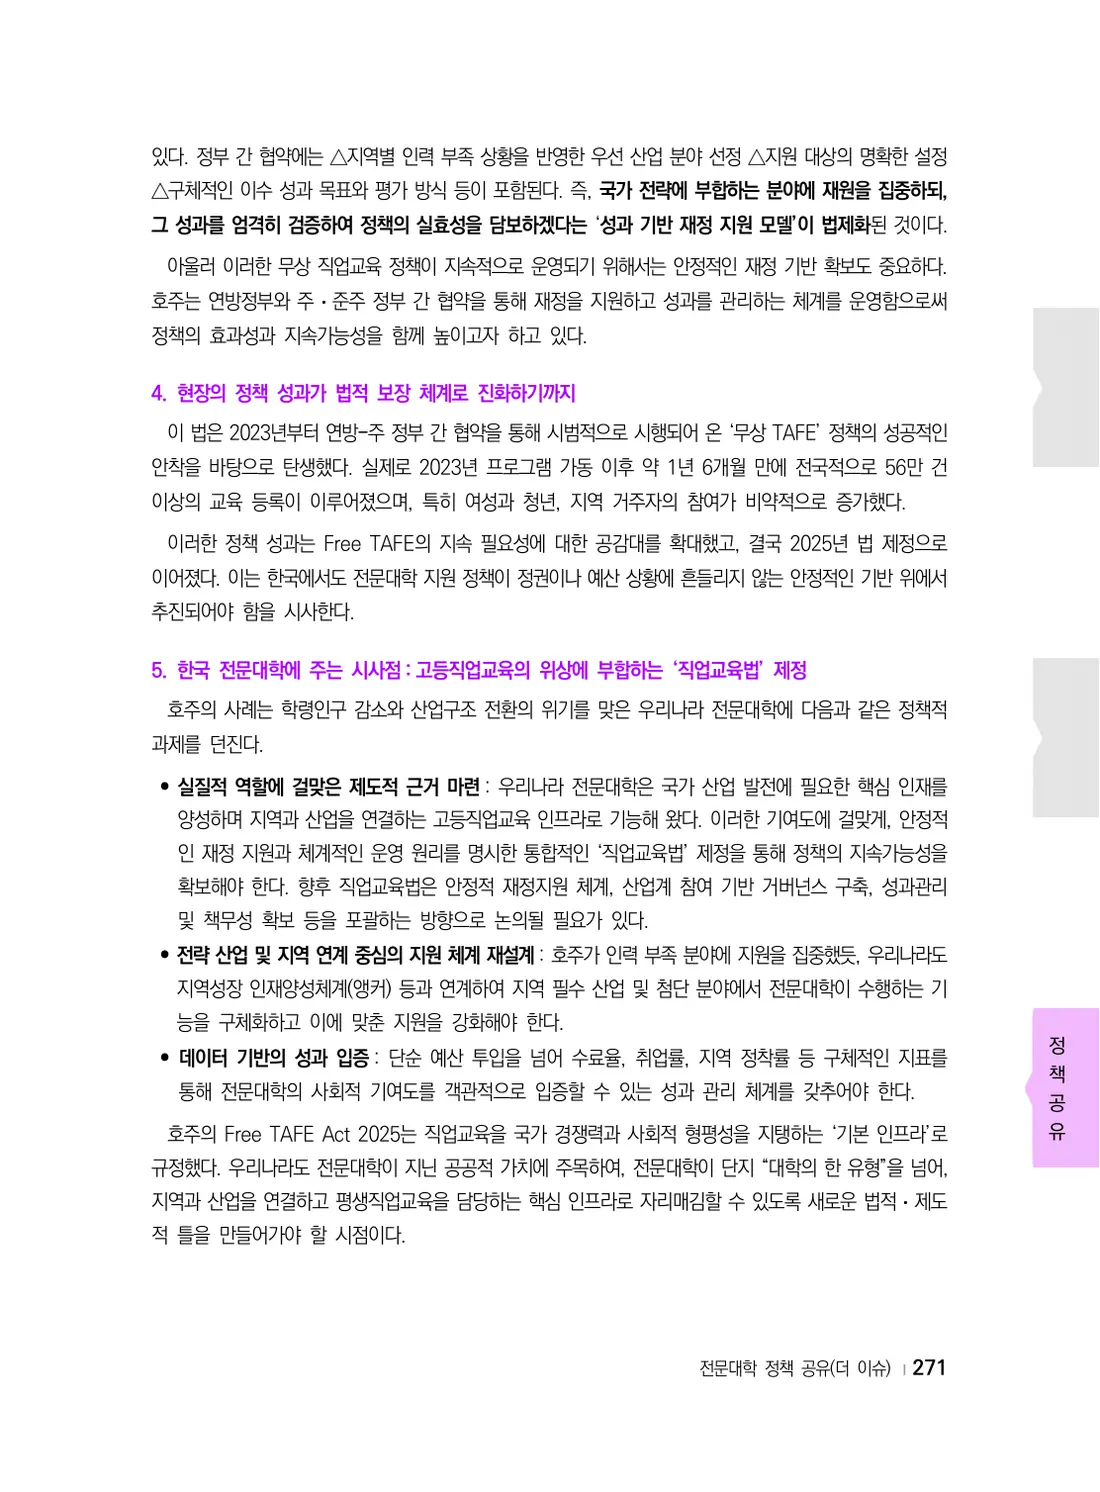 있다. 정부 간 협약에는 △지역별 인력 부족 상황을 반영한 우선 산업 분야 선정 △지원 대상의 명확한 설정
△구체적인 이수 성과 목표와 평가 방식 등이 포함된다. 즉, 국가 전략에 부합하는 분야에 재원을 집중하되,
그 성과를 엄격히 검증하여 정책의 실효성을 담보하겠다는 ‘성과 기반 재정 지원 모델’이 법제화된 것이다.
아울러 이러한 무상 직업교육 정책이 지속적으로 운영되기 위해서는 안정적인 재정 기반 확보도 중요하다.
호주는 연방정부와 주·준주 정부 간 협약을 통해 재정을 지원하고 성과를 관리하는 체계를 운영함으로써
정책의 효과성과 지속가능성을 함께 높이고자 하고 있다.
4. 현장의 정책 성과가 법적 보장 체계로 진화하기까지
이 법은 2023년부터 연방-주 정부 간 협약을 통해 시범적으로 시행되어 온 ‘무상 TAFE’ 정책의 성공적인
안착을 바탕으로 탄생했다. 실제로 2023년 프로그램 가동 이후 약 1년 6개월 만에 전국적으로 56만 건
이상의 교육 등록이 이루어졌으며, 특히 여성과 청년, 지역 거주자의 참여가 비약적으로 증가했다.
이러한 정책 성과는 Free TAFE의 지속 필요성에 대한 공감대를 확대했고, 결국 2025년 법 제정으로
이어졌다. 이는 한국에서도 전문대학 지원 정책이 정권이나 예산 상황에 흔들리지 않는 안정적인 기반 위에서
추진되어야 함을 시사한다.
5. 한국 전문대학에 주는 시사점 : 고등직업교육의 위상에 부합하는 ‘직업교육법’ 제정
호주의 사례는 학령인구 감소와 산업구조 전환의 위기를 맞은 우리나라 전문대학에 다음과 같은 정책적
과제를 던진다.
• 실질적 역할에 걸맞은 제도적 근거 마련 : 우리나라 전문대학은 국가 산업 발전에 필요한 핵심 인재를
양성하며 지역과 산업을 연결하는 고등직업교육 인프라로 기능해 왔다. 이러한 기여도에 걸맞게, 안정적
인 재정 지원과 체계적인 운영 원리를 명시한 통합적인 ‘직업교육법’ 제정을 통해 정책의 지속가능성을
확보해야 한다. 향후 직업교육법은 안정적 재정지원 체계, 산업계 참여 기반 거버넌스 구축, 성과관리
및 책무성 확보 등을 포괄하는 방향으로 논의될 필요가 있다.
• 전략 산업 및 지역 연계 중심의 지원 체계 재설계 : 호주가 인력 부족 분야에 지원을 집중했듯, 우리나라도
지역성장 인재양성체계(앵커) 등과 연계하여 지역 필수 산업 및 첨단 분야에서 전문대학이 수행하는 기
능을 구체화하고 이에 맞춘 지원을 강화해야 한다.
• 데이터 기반의 성과 입증 : 단순 예산 투입을 넘어 수료율, 취업률, 지역 정착률 등 구체적인 지표를
통해 전문대학의 사회적 기여도를 객관적으로 입증할 수 있는 성과 관리 체계를 갖추어야 한다.
호주의 Free TAFE Act 2025는 직업교육을 국가 경쟁력과 사회적 형평성을 지탱하는 ‘기본 인프라’로
규정했다. 우리나라도 전문대학이 지닌 공공적 가치에 주목하여, 전문대학이 단지 “대학의 한 유형”을 넘어,
지역과 산업을 연결하고 평생직업교육을 담당하는 핵심 인프라로 자리매김할 수 있도록 새로운 법적·제도
적 틀을 만들어가야 할 시점이다.
정
책
공
유
전문대학 정책 공유(더 이슈) | 271